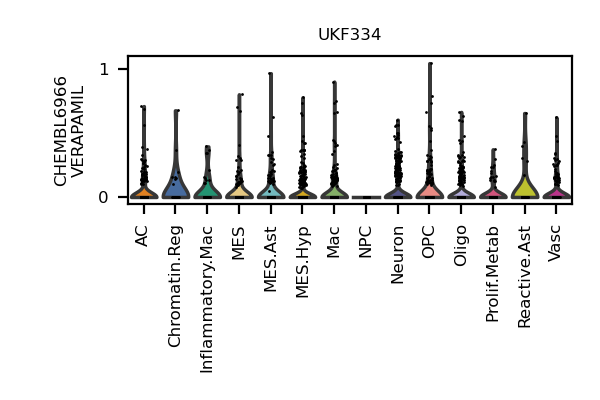 UKF334
CHEMBL6966
VERAPAMIL
1
0
AC
Chromatin.Reg
Inflammatory.Mac
MES
MES.Ast
MES.Hyp
Mac
NPC
Neuron
OPC
Oligo
Prolif.Metab
Reactive.Ast
Vasc